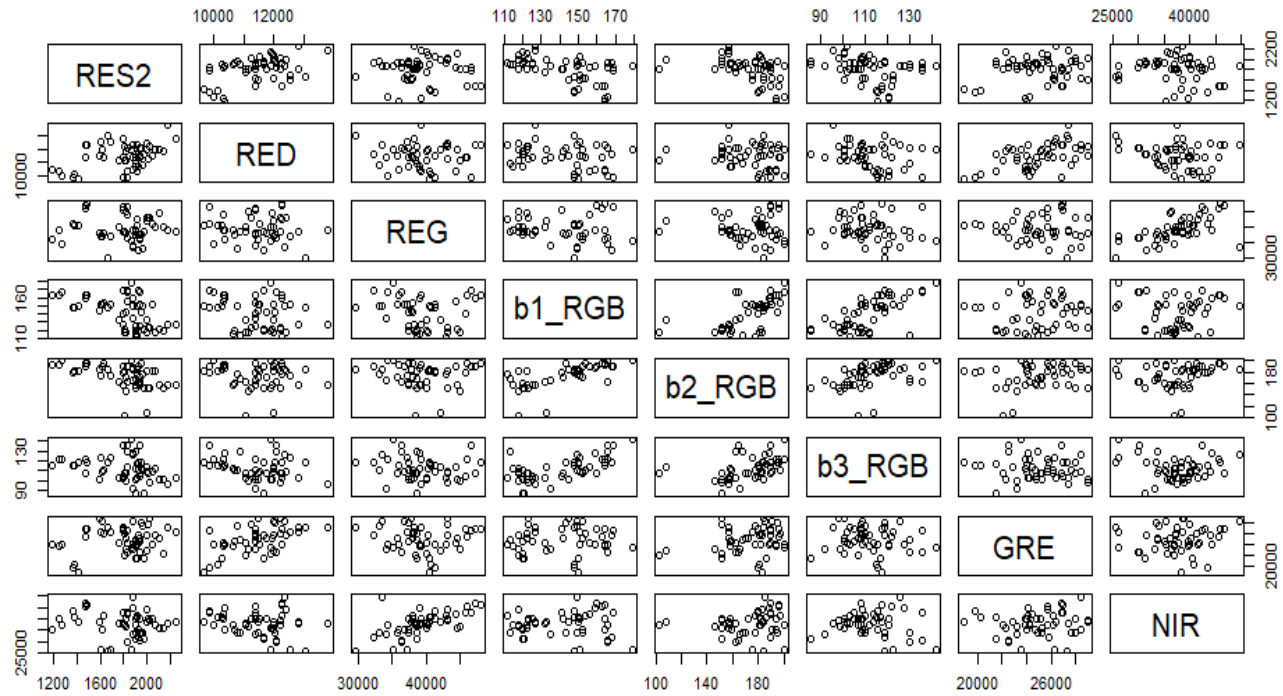 10000 12000 110 130 150 170 90 110 130 25000 40000
RES2 1200 2200
10000 RED
REG 30000
110 160 b1_RGB
b2_RGB 100 180
90 130 b3_RGB
GRE 20000
25000 NIR
1200 1600 2000 30000 40000 100 140 180 20000 26000